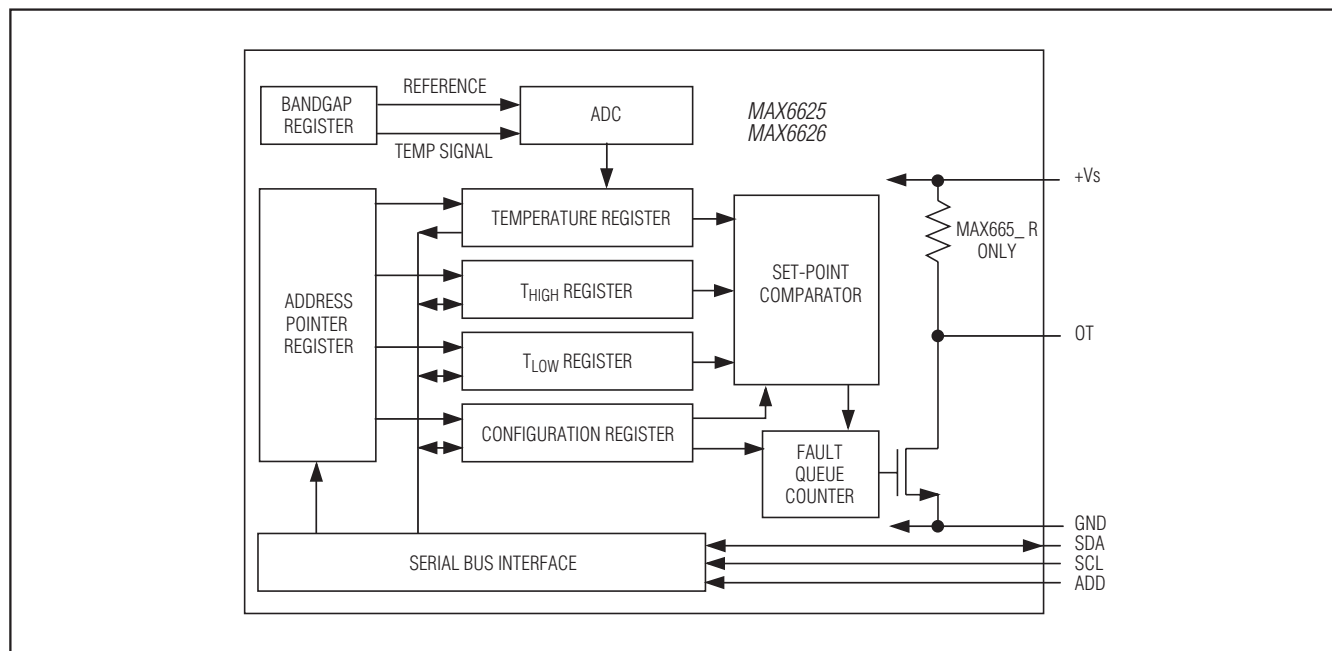 REFERENCE
BANDGAP
REGISTER
ADC
MAX6625
MAX6626
TEMP SIGNAL
+Vs
TEMPERATURE REGISTER
MAX665_ R
ONLY
SET-POINT
COMPARATOR
THIGH REGISTER
ADDRESS
POINTER
REGISTER
OT
TLOW REGISTER
CONFIGURATION REGISTER
FAULT
QUEUE
COUNTER
GND
SDA
SERIAL BUS INTERFACE
SCL
ADD